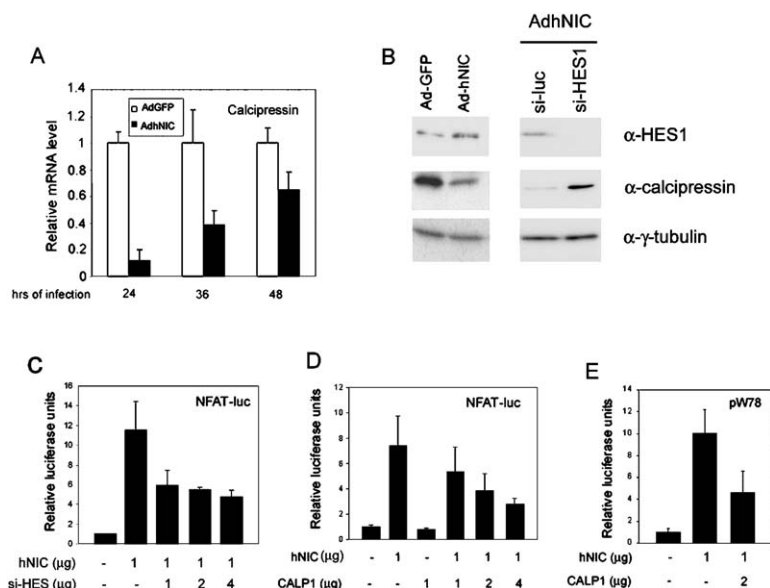 A
Relative mRNA level
1.4
1.2
1
0.8
0.6
0.4
0.2
0
AdGFP
AdhNIC
Calcipressin
hrs of infection 24 36 48
B
Ad-GFP
Ad-hNIC
AdhNIC
si-luc
si-HES1
α-HES1
α-calcipressin
α-γ-tubulin
C
NFAT-luc
Relative luciferase units
16
14
12
10
8
6
4
2
0
hNIC (µg) - 1 1 1 1
si-HES (µg) - - 1 2 4
D
NFAT-luc
Relative luciferase units
12
10
8
6
4
2
0
hNIC (µg) - 1 - 1 1 1
CALP1 (µg) - - 1 1 2 4
E
pW78
Relative luciferase units
14
12
10
8
6
4
2
0
hNIC (µg) - 1 1
CALP1 (µg) - - 2